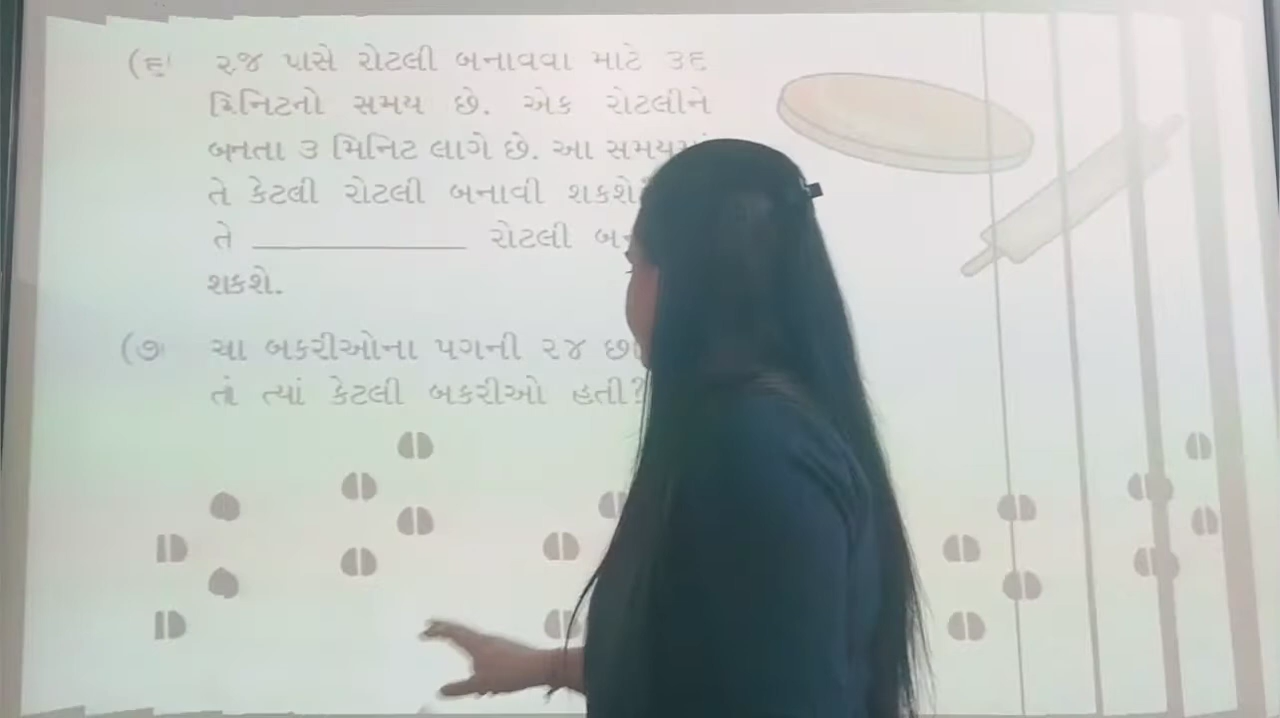 (૬) રજ પાસે રોટલી બનાવવા માટે ૩૬
મિનિટનો સમય છે. એક રોટલીને
બનતા ૩ મિનિટ લાગે છે. આ સમયમાં
તે કેટલી રોટલી બનાવી શકશે?
તે ____________ રોટલી
શકશે.
(૭) આ બકરીઓના પગની ૨૪
તો ત્યાં કેટલી બકરીઓ હતી?